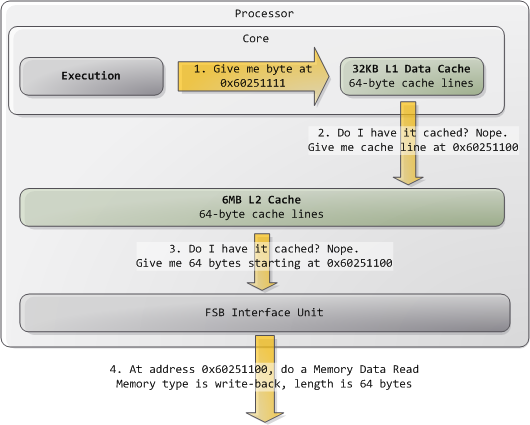 Processor
Core
Execution
1. Give me byte at
0x60251111
32KB L1 Data Cache
64-byte cache lines
2. Do I have it cached? Nope.
Give me cache line at 0x60251100
6MB L2 Cache
64-byte cache lines
3. Do I have it cached? Nope.
Give me 64 bytes starting at 0x60251100
FSB Interface Unit
4. At address 0x60251100, do a Memory Data Read
Memory type is write-back, length is 64 bytes